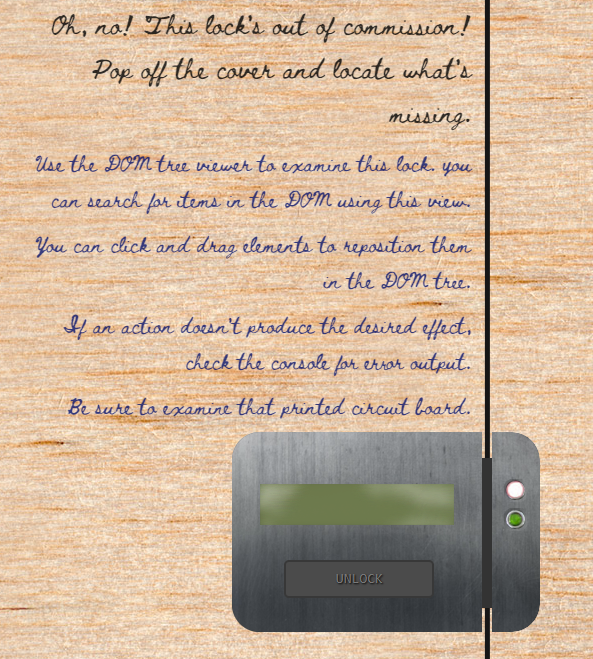 Oh, no! This lock's out of commission!
Pop off the cover and locate what's
missing.
Use the DOM tree viewer to examine this lock. you
can search for items in the DOM using this view.
You can click and drag elements to reposition them
in the DOM tree.
If an action doesn't produce the desired effect,
check the console for error output.
Be sure to examine that printed circuit board.
UNLOCK